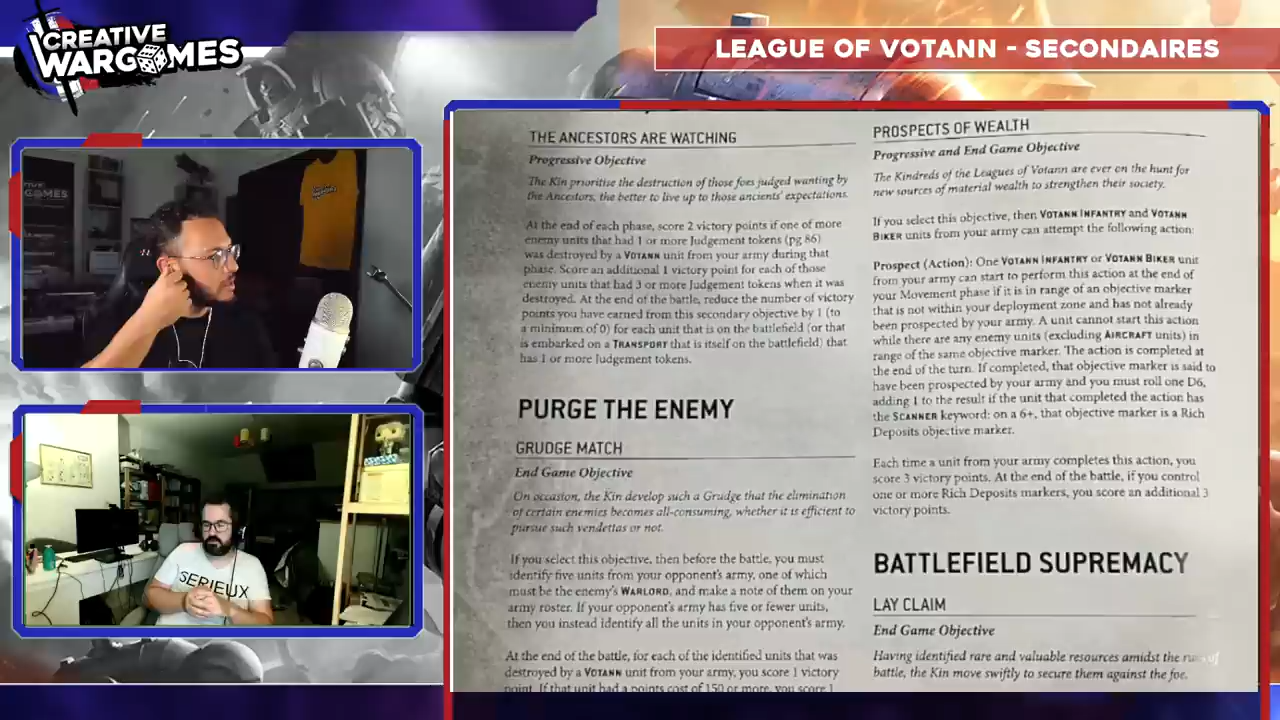 CREATIVE
WARGAMES
LEAGUE OF VOTANN - SECONDAIRES
GAMES
SERIEUX
THE ANCESTORS ARE WATCHING
Progressive Objective
The Kin prioritise the destruction of those foes judged wanting by
the Ancestors, the better to live up to those ancients' expectations.
At the end of each phase, score 2 victory points if one of more
enemy units that had 1 or more Judgement tokens (pg 86)
was destroyed by a VOTANN unit from your army during that
phase. Score an additional 1 victory point for each of those
enemy units that had 3 or more Judgement tokens when it was
destroyed. At the end of the battle, reduce the number of victory
points you have earned from this secondary objective by 1 (to
a minimum of 0) for each unit that is on the battlefield (or that
is embarked on a TRANSPORT that is itself on the battlefield) that
has 1 or more Judgement tokens.
PURGE THE ENEMY
GRUDGE MATCH
End Game Objective
On occasion, the Kin develop such a Grudge that the elimination
of certain enemies becomes all-consuming, whether it is efficient to
pursue such vendettas or not.
If you select this objective, then before the battle, you must
identify five units from your opponent's army, one of which
must be the enemy's WARLORD, and make a note of them on your
army roster. If your opponent's army has five or fewer units,
then you instead identify all the units in your opponent's army.
At the end of the battle, for each of the identified units that was
destroyed by a VOTANN unit from your army, you score 1 victory
point. If that unit had a points cost of 150 or more, you score 1
PROSPECTS OF WEALTH
Progressive and End Game Objective
The Kindreds of the Leagues of Votann are ever on the hunt for
new sources of material wealth to strengthen their society.
If you select this objective, then VOTANN INFANTRY and VOTANN
BIKER units from your army can attempt the following action:
Prospect (Action): One VOTANN INFANTRY or VOTANN BIKER unit
from your army can start to perform this action at the end of
your Movement phase if it is in range of an objective marker
that is not within your deployment zone and has not already
been prospected by your army. A unit cannot start this action
while there are any enemy units (excluding AIRCRAFT units) in
range of the same objective marker. The action is completed at
the end of the turn. If completed, that objective marker is said to
have been prospected by your army and you must roll one D6,
adding 1 to the result if the unit that completed the action has
the SCANNER keyword: on a 6+, that objective marker is a Rich
Deposits objective marker.
Each time a unit from your army completes this action, you
score 3 victory points. At the end of the battle, if you control
one or more Rich Deposits markers, you score an additional 3
victory points.
BATTLEFIELD SUPREMACY
LAY CLAIM
End Game Objective
Having identified rare and valuable resources amidst the ruin of
battle, the Kin move swiftly to secure them against the foe.